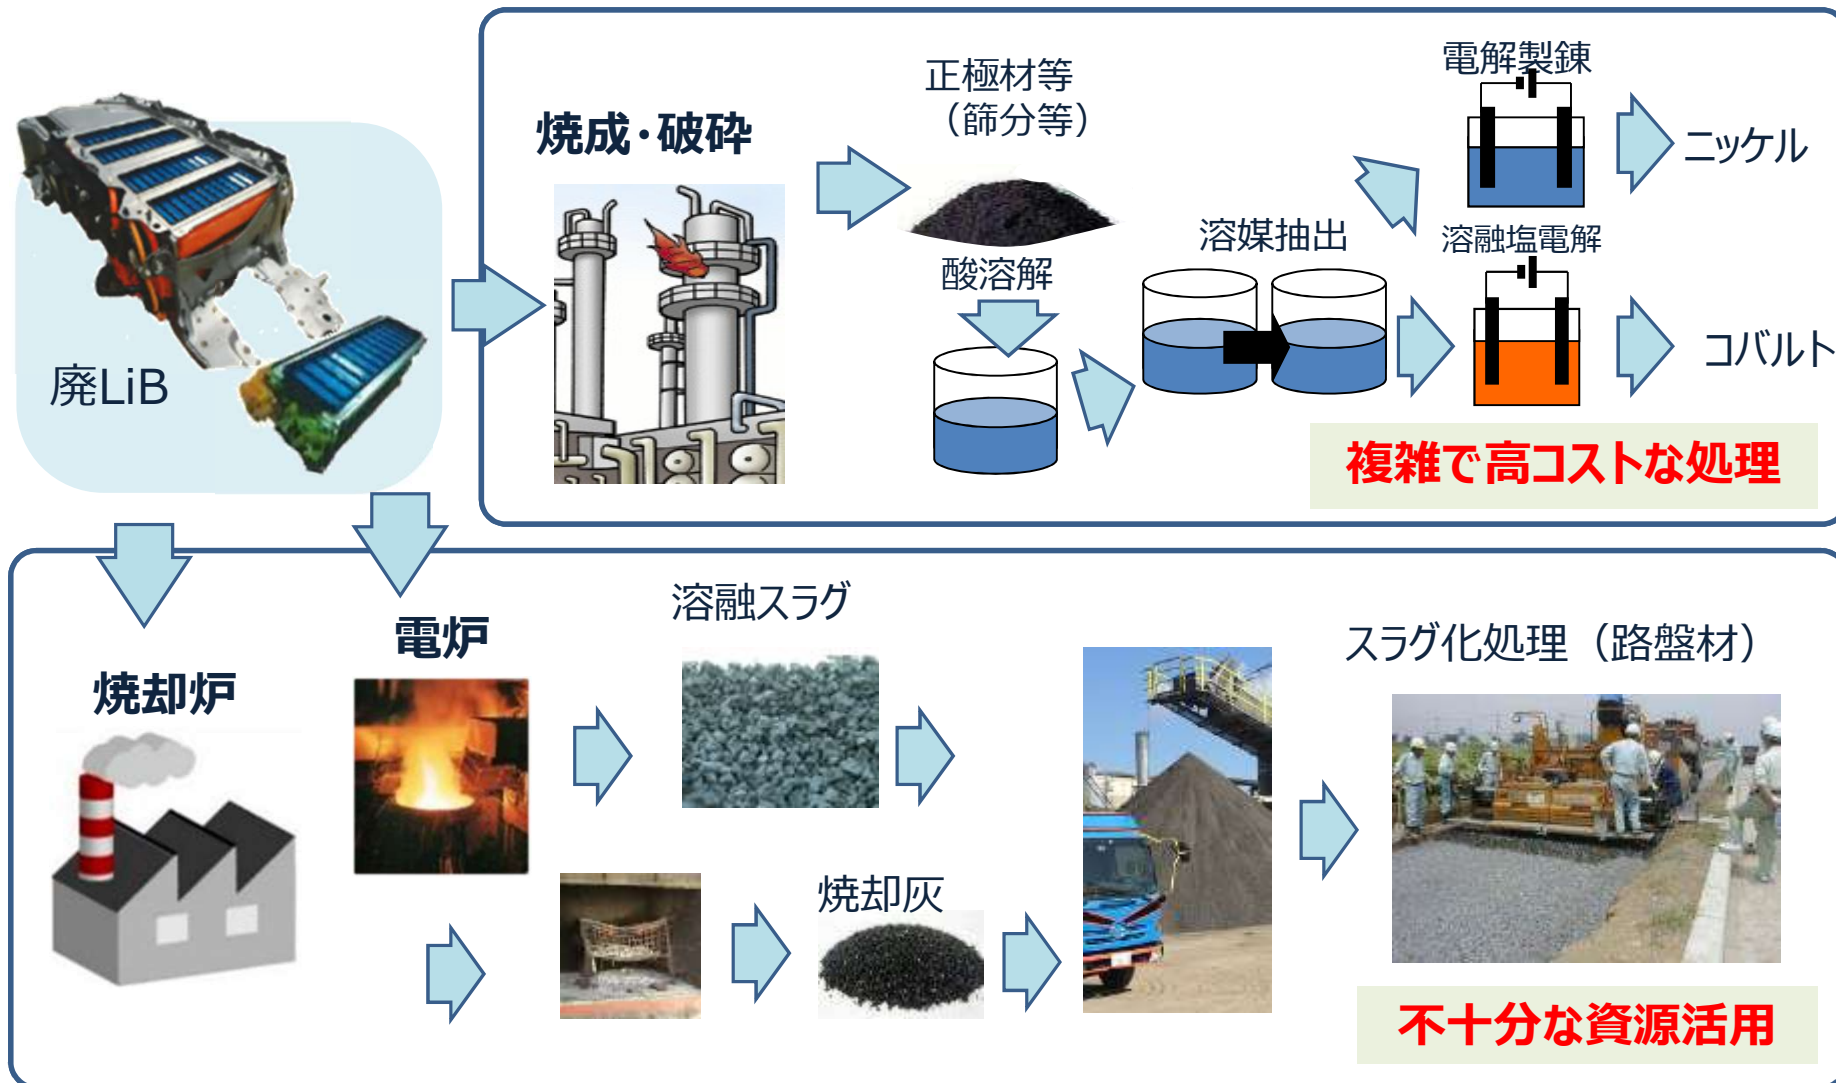 廃LiB
焼成・破砕
正極材等
（篩分等）
酸溶解
溶媒抽出
電解製錬
ニッケル
溶融塩電解
コバルト
複雑で高コストな処理
焼却炉
電炉
溶融スラグ
焼却灰
スラグ化処理（路盤材）
不十分な資源活用